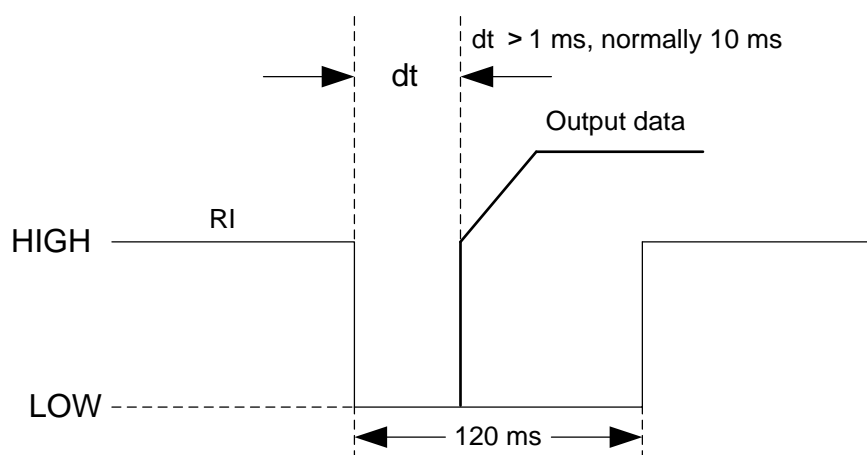 dt > 1 ms, normally 10 ms
dt
Output data
RI
HIGH
LOW
120 ms